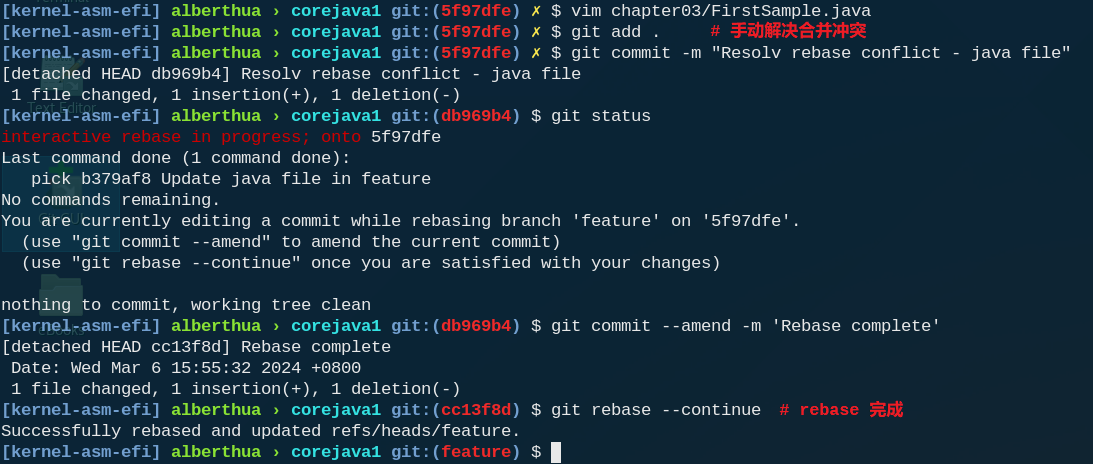 [kernel-asm-efi] alberthua › corejava1 git:(5f97dfe) ✗ $ vim chapter03/FirstSample.java
[kernel-asm-efi] alberthua › corejava1 git:(5f97dfe) ✗ $ git add . # 手动解决合并冲突
[kernel-asm-efi] alberthua › corejava1 git:(5f97dfe) ✗ $ git commit -m "Resolv rebase conflict - java file"
[detached HEAD db969b4] Resolv rebase conflict - java file
1 file changed, 1 insertion(+), 1 deletion(-)
Text Editor
[kernel-asm-efi] alberthua › corejava1 git:(db969b4) $ git status
interactive rebase in progress; onto 5f97dfe
Last command done (1 command done):
pick b379af8 Update java file in feature
No commands remaining.
You are currently editing a commit while rebasing branch 'feature' on '5f97dfe'.
(use "git commit --amend" to amend the current commit)
(use "git rebase --continue" once you are satisfied with your changes)
nothing to commit, working tree clean
[kernel-asm-efi] alberthua › corejava1 git:(db969b4) $ git commit --amend -m 'Rebase complete'
[detached HEAD cc13f8d] Rebase complete
Date: Wed Mar 6 15:55:32 2024 +0800
1 file changed, 1 insertion(+), 1 deletion(-)
[kernel-asm-efi] alberthua › corejava1 git:(cc13f8d) $ git rebase --continue # rebase 完成
Successfully rebased and updated refs/heads/feature.
[kernel-asm-efi] alberthua › corejava1 git:(feature) $